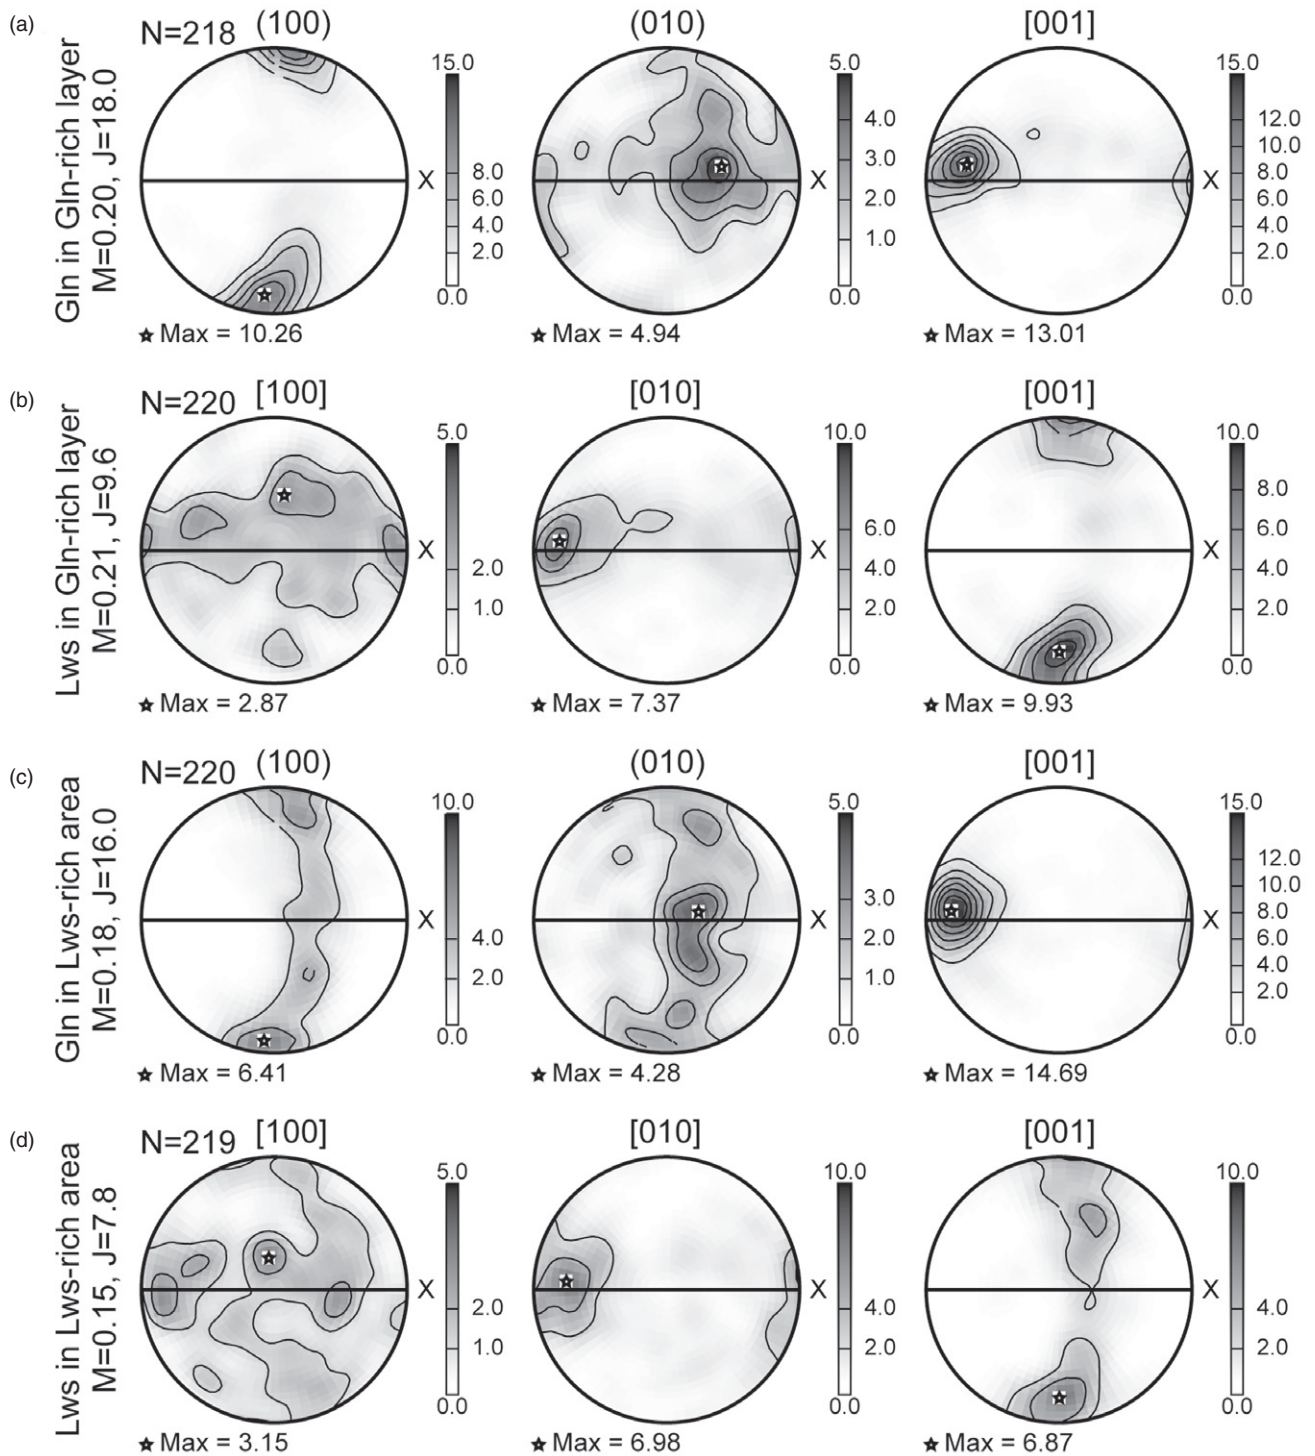 (a)
Gln in Gln-rich layer
M=0.20, J=18.0
N=218
(100)
(010)
[001]
15.0
8.0
6.0
4.0
2.0
0.0
X
5.0
4.0
3.0
2.0
1.0
0.0
X
15.0
12.0
10.0
8.0
6.0
4.0
2.0
0.0
X
Max = 10.26
Max = 4.94
Max = 13.01
(b)
Lws in Gln-rich layer
M=0.21, J=9.6
N=220
[100]
[010]
[001]
5.0
2.0
1.0
0.0
X
10.0
6.0
4.0
2.0
0.0
X
10.0
8.0
6.0
4.0
2.0
0.0
X
Max = 2.87
Max = 7.37
Max = 9.93
(c)
Gln in Lws-rich area
M=0.18, J=16.0
N=220
(100)
(010)
[001]
10.0
4.0
2.0
0.0
X
5.0
3.0
2.0
1.0
0.0
X
15.0
12.0
10.0
8.0
6.0
4.0
2.0
0.0
X
Max = 6.41
Max = 4.28
Max = 14.69
(d)
Lws in Lws-rich area
M=0.15, J=7.8
N=219
[100]
[010]
[001]
5.0
2.0
1.0
0.0
X
10.0
4.0
2.0
0.0
X
10.0
4.0
2.0
0.0
X
Max = 3.15
Max = 6.98
Max = 6.87